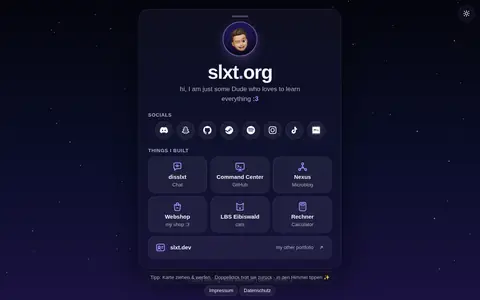 slxt.org
hi, I am just some Dude who loves to learn
everything :3
SOCIALS
THINGS I BUILT
disslxt
Chat
Command Center
GitHub
Nexus
Microblog
Webshop
my shop :3
LBS Eibiswald
cats
Rechner
Calculator
slxt.dev
my other portfolio ↗
Tipp: Karte ziehen & werfen · Doppelklick holt sie zurück · in den Himmel tippen ✨
Impressum
Datenschutz